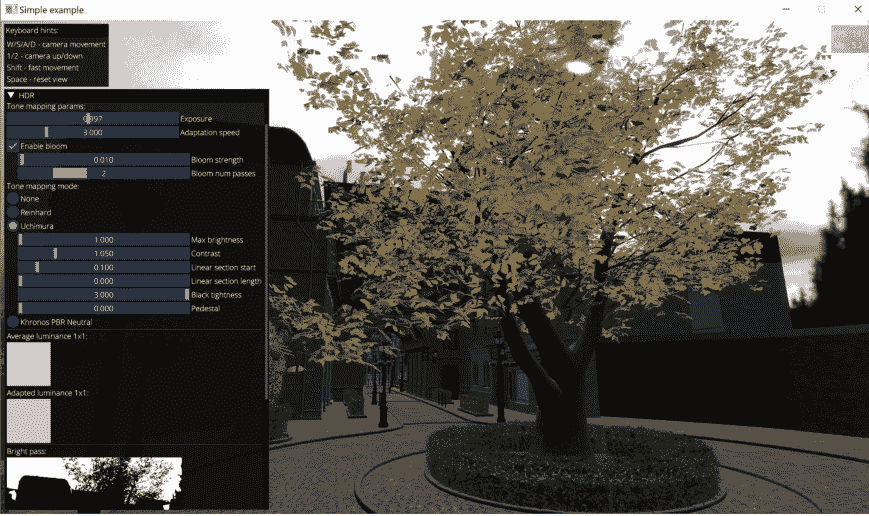 Simple example
Keyboard hints:
W/S/A/D - camera movement
1/2 - camera up/down
Shift - fast movement
Space - reset view
HDR
Tone mapping params:
0.997 Exposure
3.000 Adaptation speed
Enable bloom
0.010 Bloom strength
2 Bloom num passes
Tone mapping mode:
None
Reinhard
Uchimura
1.000 Max brightness
1.050 Contrast
0.100 Linear section start
0.000 Linear section length
3.000 Black tightness
0.000 Pedestal
Khronos PBR Neutral
Average luminance 1x1:
Adapted luminance 1x1:
Bright pass: